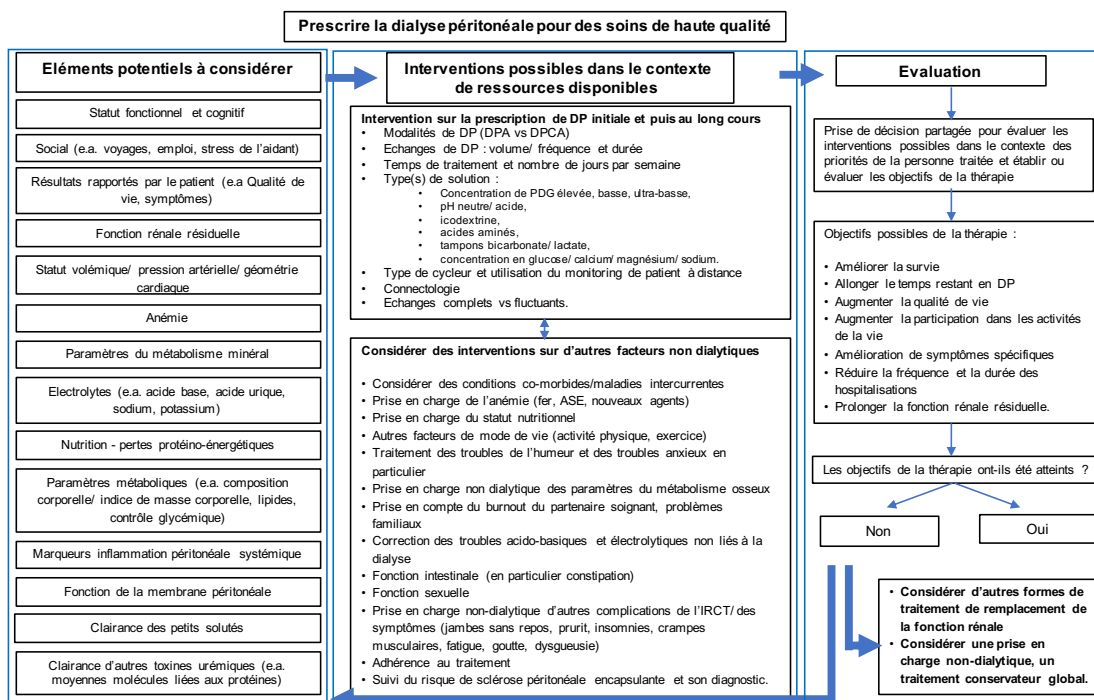 Prescrire la dialyse péritonéale pour des soins de haute qualité
Eléments potentiels à considérer
Statut fonctionnel et cognitif
Social (e.a. voyages, emploi, stress de l'aidant)
Résultats rapportés par le patient (e.a Qualité de
vie, symptômes)
Fonction rénale résiduelle
Statut volémique/ pression artérielle/ géométrie
cardiaque
Anémie
Paramètres du métabolisme minéral
Electrolytes (e.a. acide base, acide urique,
sodium, potassium)
Nutrition - pertes protéino-énergétiques
Paramètres métaboliques (e.a. composition
corporelle/ indice de masse corporelle, lipides,
contrôle glycémique)
Marqueurs inflammation péritonéale systémique
Fonction de la membrane péritonéale
Clairance des petits solutés
Clairance d'autres toxines urémiques (e.a.
moyennes molécules liées aux protéines)
Interventions possibles dans le contexte
de ressources disponibles
Intervention sur la prescription de DP initiale et puis au long cours
• Modalités de DP (DPA vs DPCA)
• Echanges de DP : volume/ fréquence et durée
• Temps de traitement et nombre de jours par semaine
• Type(s) de solution :
• Concentration de PDG élevée, basse, ultra-basse,
• pH neutre/ acide,
• icodextrine,
• acides aminés,
• tampons bicarbonate/ lactate,
• concentration en glucose/ calcium/ magnésium/ sodium.
• Type de cycleur et utilisation du monitoring de patient à distance
• Connectologie
• Echanges complets vs fluctuants.
Considérer des interventions sur d'autres facteurs non dialytiques
• Considérer des conditions co-morbides/maladies intercurrentes
• Prise en charge de l'anémie (fer, ASE, nouveaux agents)
• Prise en charge du statut nutritionnel
• Autres facteurs de mode de vie (activité physique, exercice)
• Traitement des troubles de l'humeur et des troubles anxieux en
particulier
• Prise en charge non dialytique des paramètres du métabolisme osseux
• Prise en compte du burnout du partenaire soignant, problèmes
familiaux
• Correction des troubles acido-basiques et électrolytiques non liés à la
dialyse
• Fonction intestinale (en particulier constipation)
• Fonction sexuelle
• Prise en charge non-dialytique d'autres complications de l'IRCT/ des
symptômes (jambes sans repos, prurit, insomnies, crampes
musculaires, fatigue, goutte, dysgueusie)
• Adhérence au traitement
• Suivi du risque de sclérose péritonéale encapsulante et son diagnostic.
Evaluation
Prise de décision partagée pour évaluer les
interventions possibles dans le contexte des
priorités de la personne traitée et établir ou
évaluer les objectifs de la thérapie
Objectifs possibles de la thérapie :
• Améliorer la survie
• Allonger le temps restant en DP
• Augmenter la qualité de vie
• Augmenter la participation dans les activités
de la vie
• Amélioration de symptômes spécifiques
• Réduire la fréquence et la durée des
hospitalisations
• Prolonger la fonction rénale résiduelle.
Les objectifs de la thérapie ont-ils été atteints ?
Non
Oui
• Considérer d'autres formes de
traitement de remplacement de
la fonction rénale
• Considérer une prise en
charge non-dialytique, un
traitement conservateur
global.